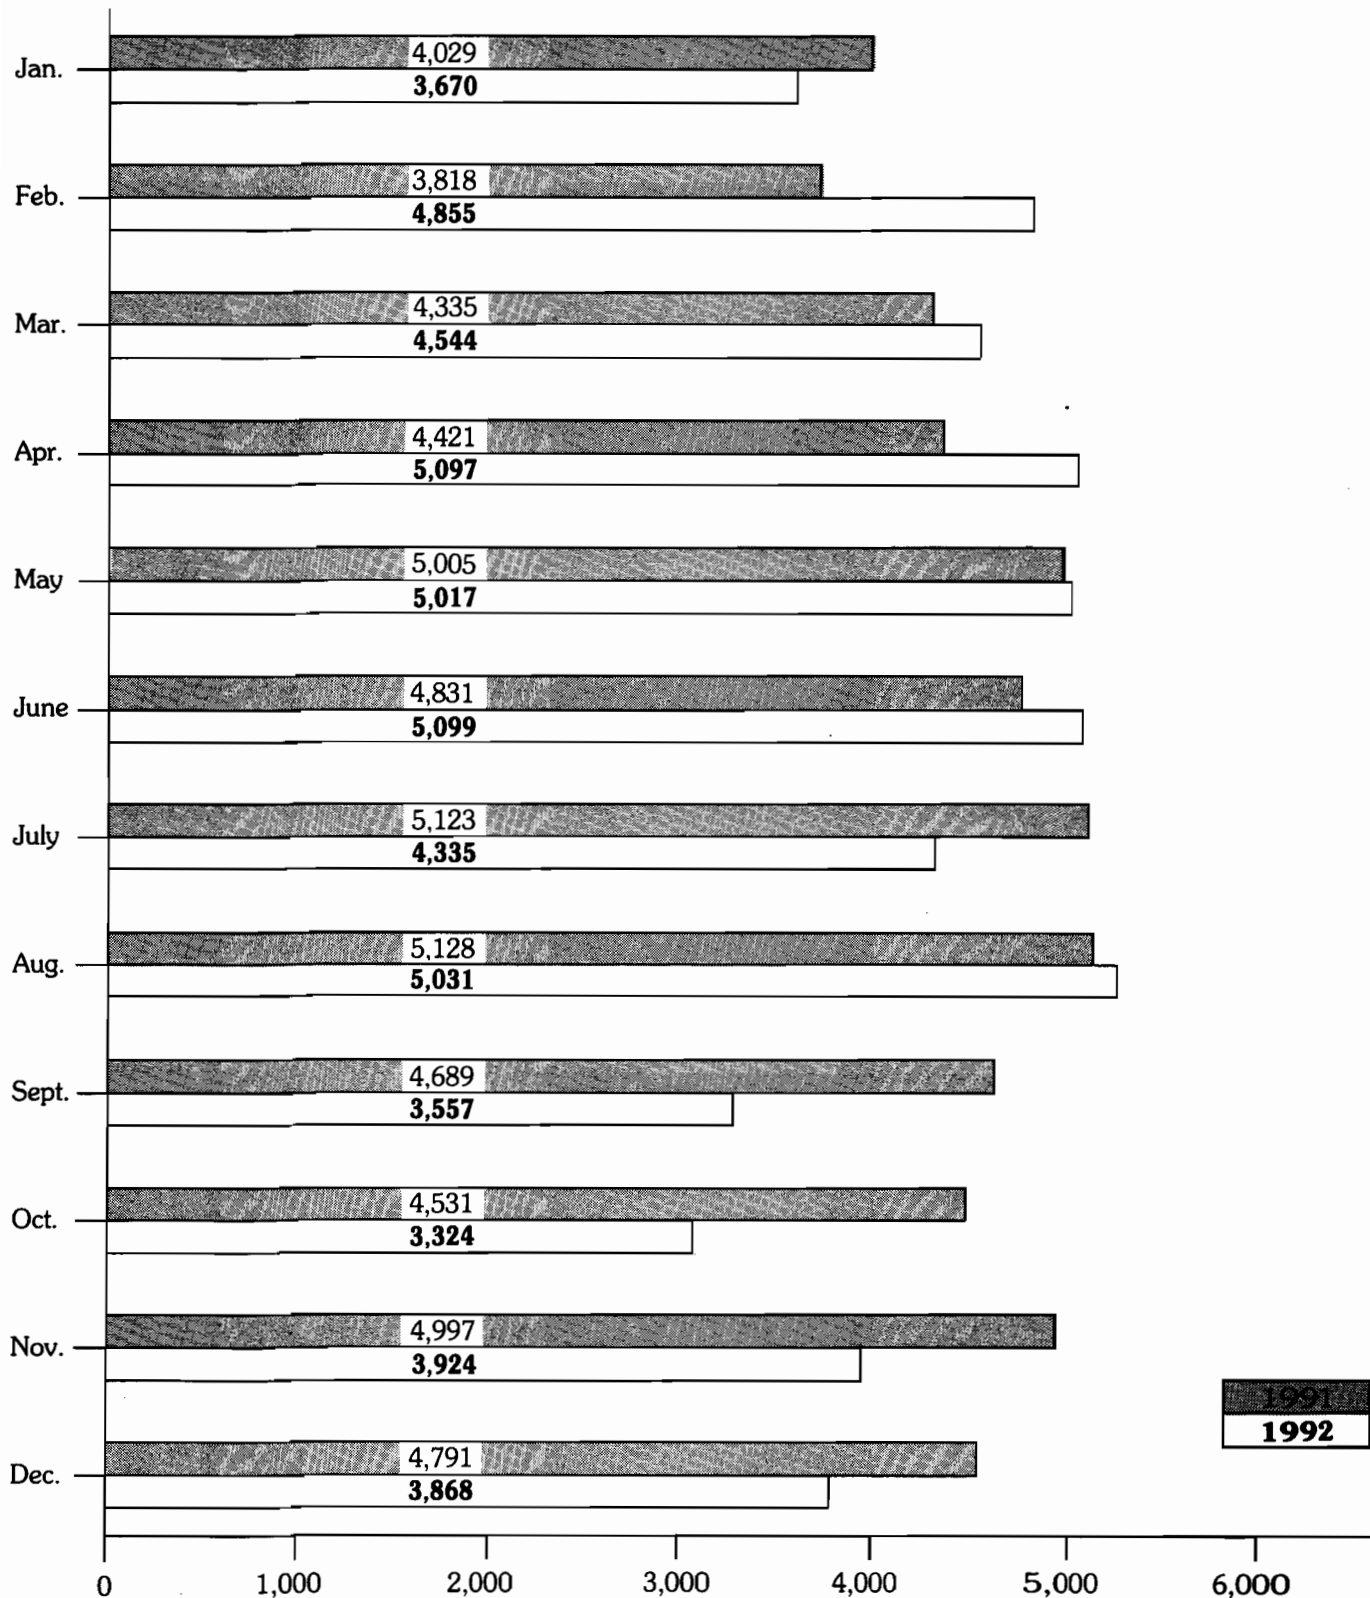 4,029
Jan.
3,670
3,818
Feb.
4,855
4,335
Mar.
4,544
4,421
Apr.
5,097
5,005
May
5,017
4,831
June
5,099
5,123
July
4,335
5,128
Aug.
5,031
4,689
Sept.
3,557
4,531
Oct.
3,324
4,997
Nov.
3,924
1991
1992
4,791
Dec.
3,868
0 1,000 2,000 3,000 4,000 5,000 6,000